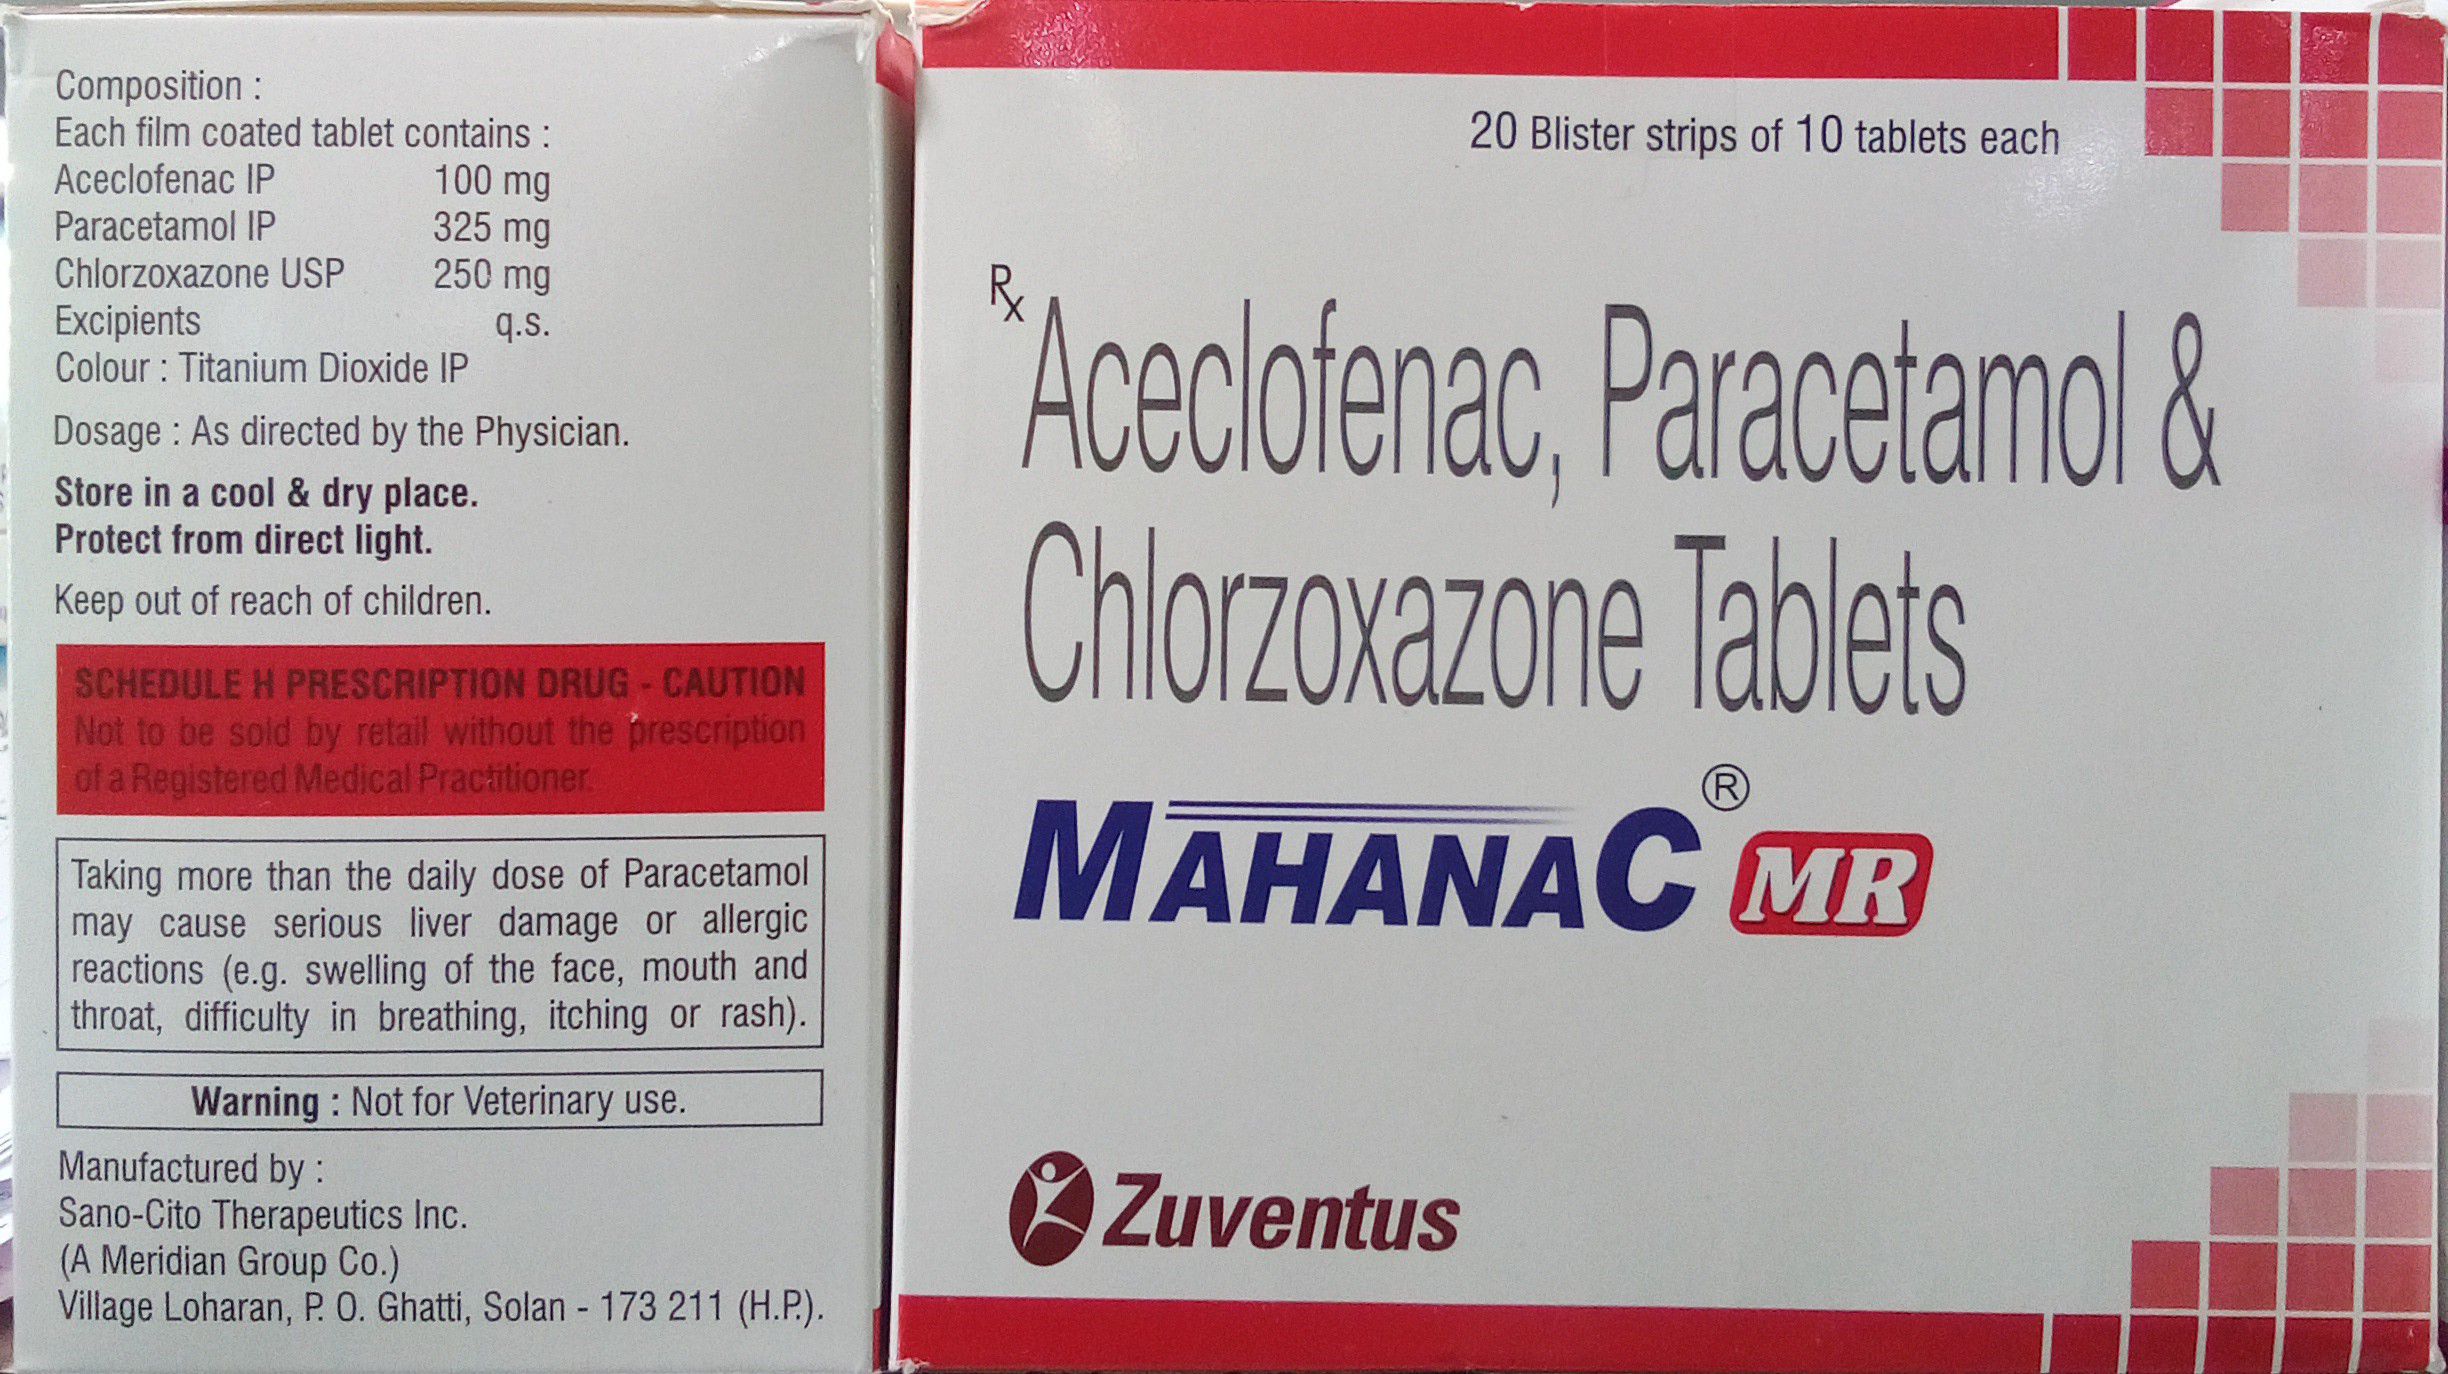 Composition :
Each film coated tablet contains :
Aceclofenac IP 100 mg
Paracetamol IP 325 mg
Chlorzoxazone USP 250 mg
Excipients q.s.
Colour : Titanium Dioxide IP
Dosage : As directed by the Physician.
Store in a cool & dry place.
Protect from direct light.
Keep out of reach of children.
SCHEDULE H PRESCRIPTION DRUG - CAUTION
Not to be sold by retail without the prescription
of a Registered Medical Practitioner.
Taking more than the daily dose of Paracetamol
may cause serious liver damage or allergic
reactions (e.g. swelling of the face, mouth and
throat, difficulty in breathing, itching or rash).
Warning : Not for Veterinary use.
Manufactured by :
Sano-Cito Therapeutics Inc.
(A Meridian Group Co.)
Village Loharan, P. O. Ghatti, Solan - 173 211 (H.P.).
20 Blister strips of 10 tablets each
Rx
Aceclofenac, Paracetamol &
Chlorzoxazone Tablets
MAHANAC® MR
Zuventus